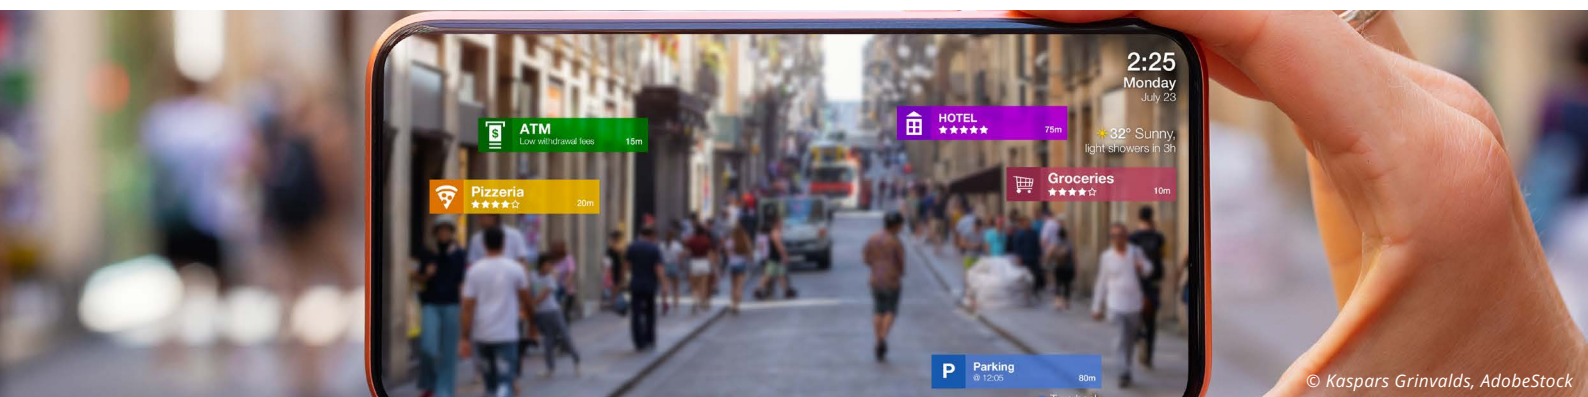 2:25
Monday
July 23
32° Sunny,
light showers in 3h
$
ATM
Low withdrawal fees
15m
HOTEL
★★★★★
75m
Pizzeria
★★★★☆
20m
Groceries
★★★★☆
10m
P
Parking
@ 12:05
80m
© Kaspars Grinvalds, AdobeStock